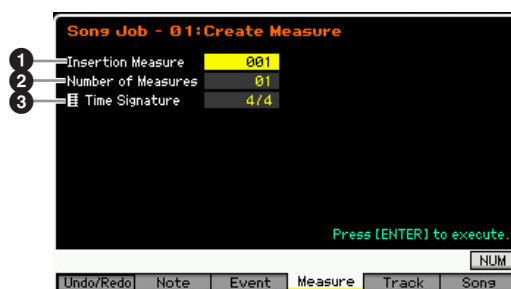 Song Job - 01:Create Measure
1 Insertion Measure 001
2 Number of Measures 01
3 Time Signature 4/4
Press [ENTER] to execute.
NUM
Undo/Redo Note Event Measure Track Song